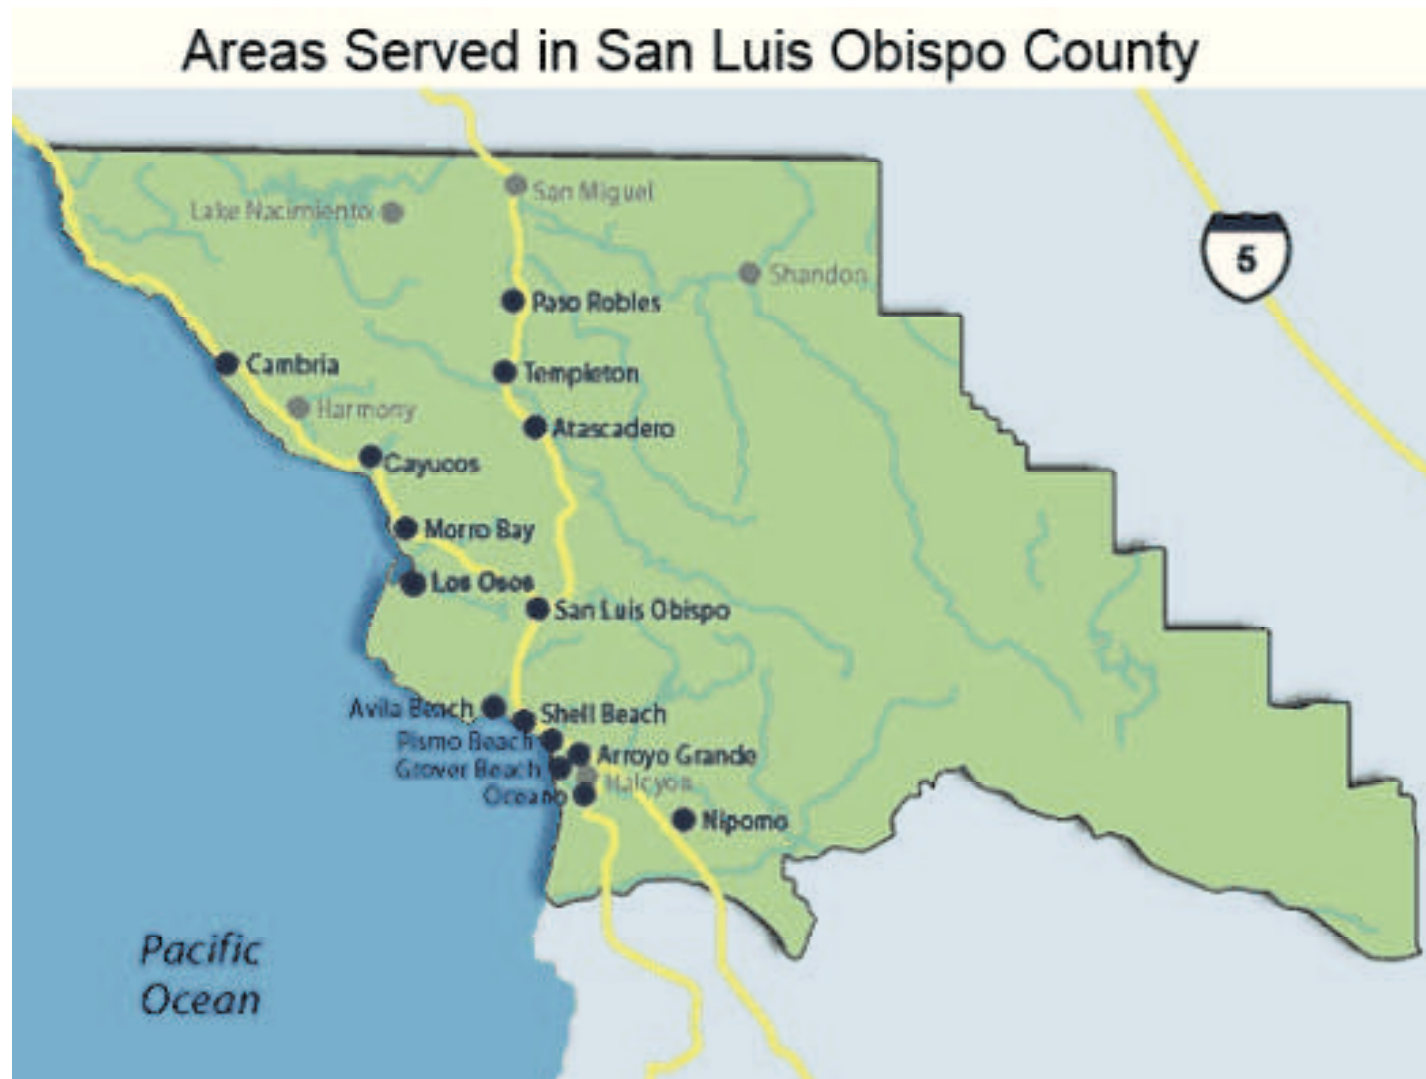 Areas Served in San Luis Obispo County
San Miguel
Lake Nacimiento
5
Shandon
Paso Robles
Cambria
Templeton
Harmony
Atascadero
Cayucos
Morro Bay
Los Osos
San Luis Obispo
Avila Beach
Shell Beach
Pismo Beach
Arroyo Grande
Grover Beach
Halcyon
Oceano
Nipomo
Pacific
Ocean